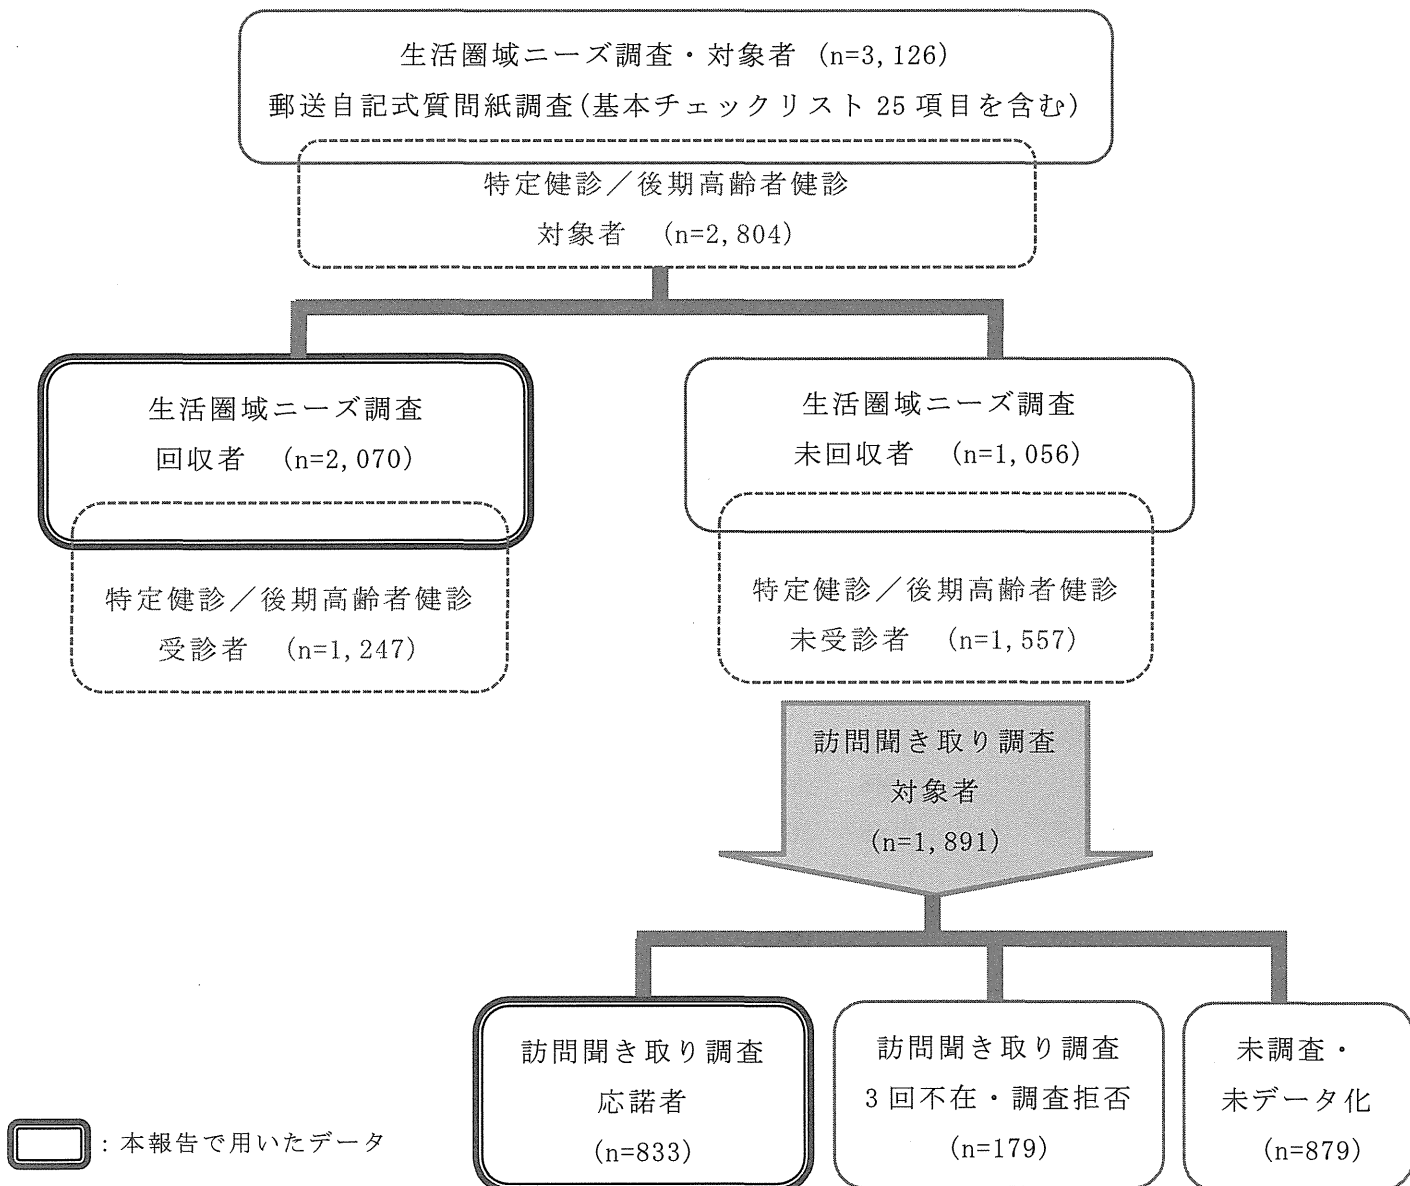 生活圏域ニーズ調査・対象者 (n=3,126)
郵送自記式質問紙調査(基本チェックリスト 25 項目を含む)
特定健診／後期高齢者健診
対象者 (n=2,804)
生活圏域ニーズ調査
回収者 (n=2,070)
特定健診／後期高齢者健診
受診者 (n=1,247)
生活圏域ニーズ調査
未回収者 (n=1,056)
特定健診／後期高齢者健診
未受診者 (n=1,557)
訪問聞き取り調査
対象者
(n=1,891)
訪問聞き取り調査
応諾者
(n=833)
訪問聞き取り調査
3 回不在・調査拒否
(n=179)
未調査・
未データ化
(n=879)
：本報告で用いたデータ